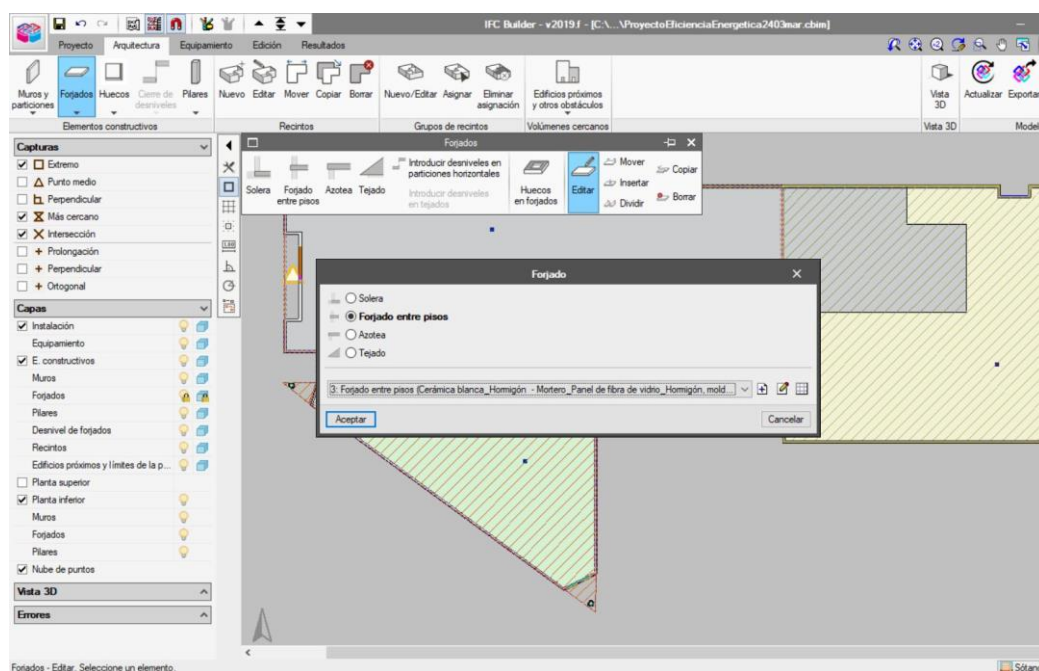 IFC Builder - v2019.f - [C:\...\ProyectoEficienciaEnergetica2403mar.cbim]
Proyecto Arquitectura Equipamiento Edición Resultados
Muros y particiones
Forjados
Huecos
Cierre de desniveles
Pilares
Nuevo Editar Mover Copiar Borrar
Nuevo/Editar Asignar
Eliminar asignación
Edificios próximos y otros obstáculos
Vista 3D
Actualizar Exportar
Elementos constructivos Recintos Grupos de recintos Volúmenes cercanos Vista 3D Model
Capturas
Extremo
Punto medio
Perpendicular
Más cercano
Intersección
Prolongación
Perpendicular
Ortogonal
Capas
Instalación
Equipamiento
E. constructivos
Muros
Forjados
Pilares
Desnivel de forjados
Recintos
Edificios próximos y límites de la p...
Planta superior
Planta inferior
Muros
Forjados
Pilares
Nube de puntos
Vista 3D
Errores
Forjados
Solera
Forjado entre pisos
Azotea
Tejado
Introducir desniveles en particiones horizontales
Introducir desniveles en tejados
Huecos en forjados
Editar
Mover
Insertar
Dividir
Copiar
Borrar
Forjado
Solera
Forjado entre pisos
Azotea
Tejado
3: Forjado entre pisos (Cerámica blanca_Hormigón - Mortero_Panel de fibra de vidrio_Hormigón, mold...
Aceptar Cancelar
Forjados - Editar. Seleccione un elemento.
Sótano